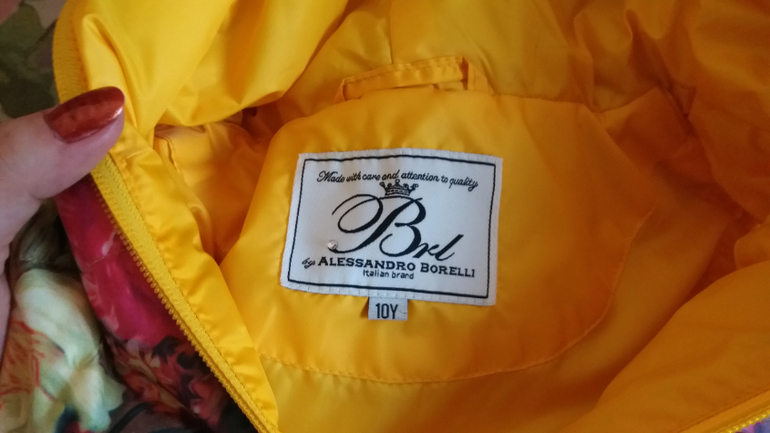 Made with care and attention to quality
Brl
by ALESSANDRO BORELLI
Italian brand
10Y